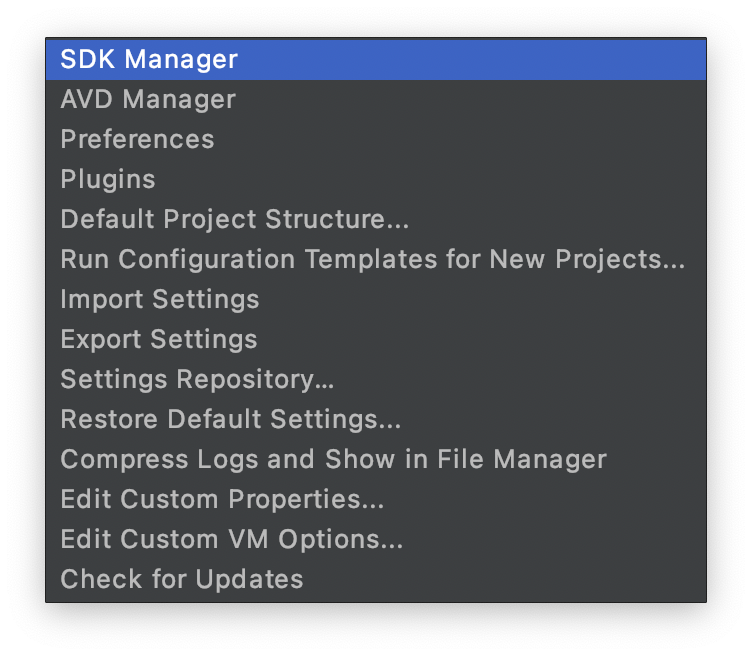 SDK Manager
AVD Manager
Preferences
Plugins
Default Project Structure...
Run Configuration Templates for New Projects...
Import Settings
Export Settings
Settings Repository...
Restore Default Settings...
Compress Logs and Show in File Manager
Edit Custom Properties...
Edit Custom VM Options...
Check for Updates